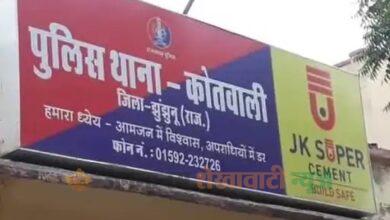 पुलिस थाना – कोतवाली
जिला-झुंझुनू (राज.)
हमारा ध्येय - आमजन में विश्वास, अपराधियों में डर
फोन नं. : 01592-232726
JK SUPER
CEMENT
BUILD SAFE
शेखावाटी